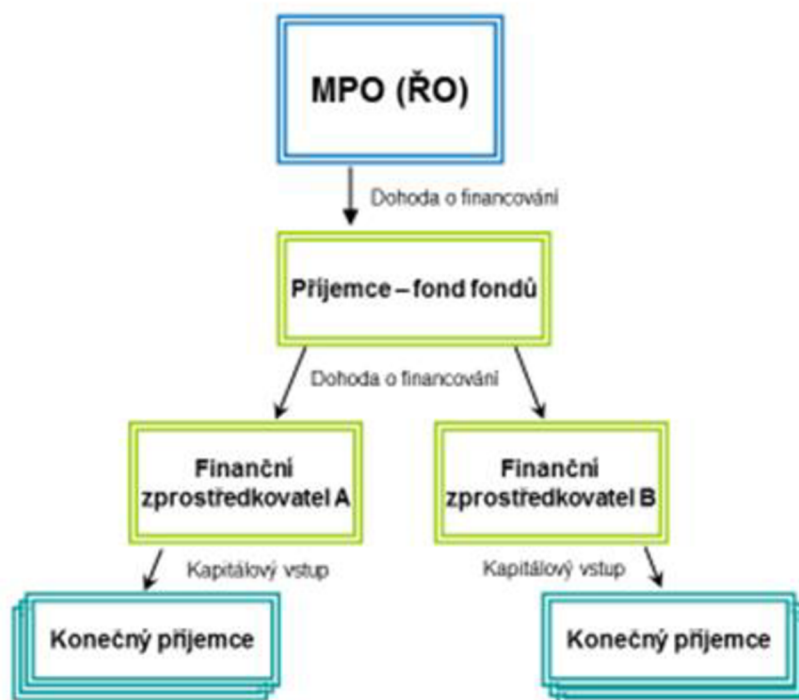 MPO (ŘO)
Dohoda o financování
Příjemce – fond fondů
Dohoda o financování
Finanční
zprostředkovatel A
Finanční
zprostředkovatel B
Kapitálový vstup
Kapitálový vstup
Konečný příjemce
Konečný příjemce